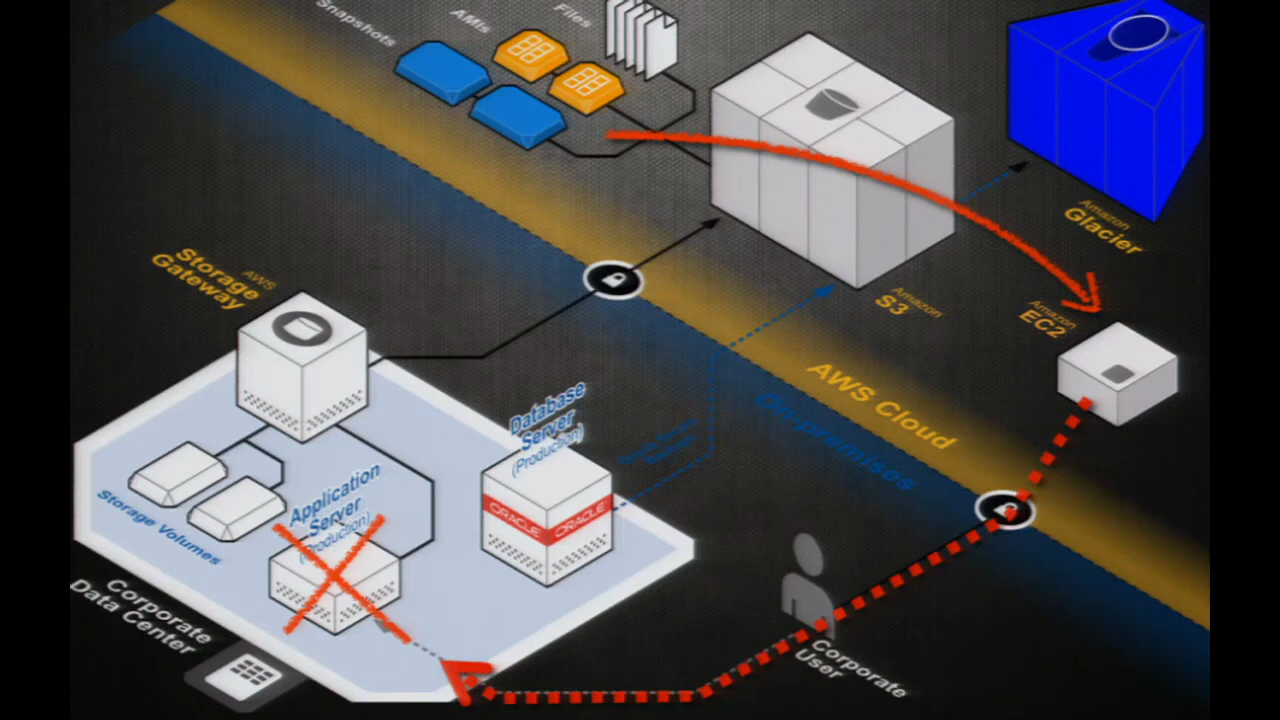 Snapshots
AMIs
Files
Amazon
Glacier
Amazon
S3
Amazon
EC2
AWS
Storage
Gateway
AWS Cloud
On-premises
Database
Server
(Production)
ORACLE
ORACLE
Application
Server
(Production)
Storage Volumes
Corporate
Data Center
Corporate
User